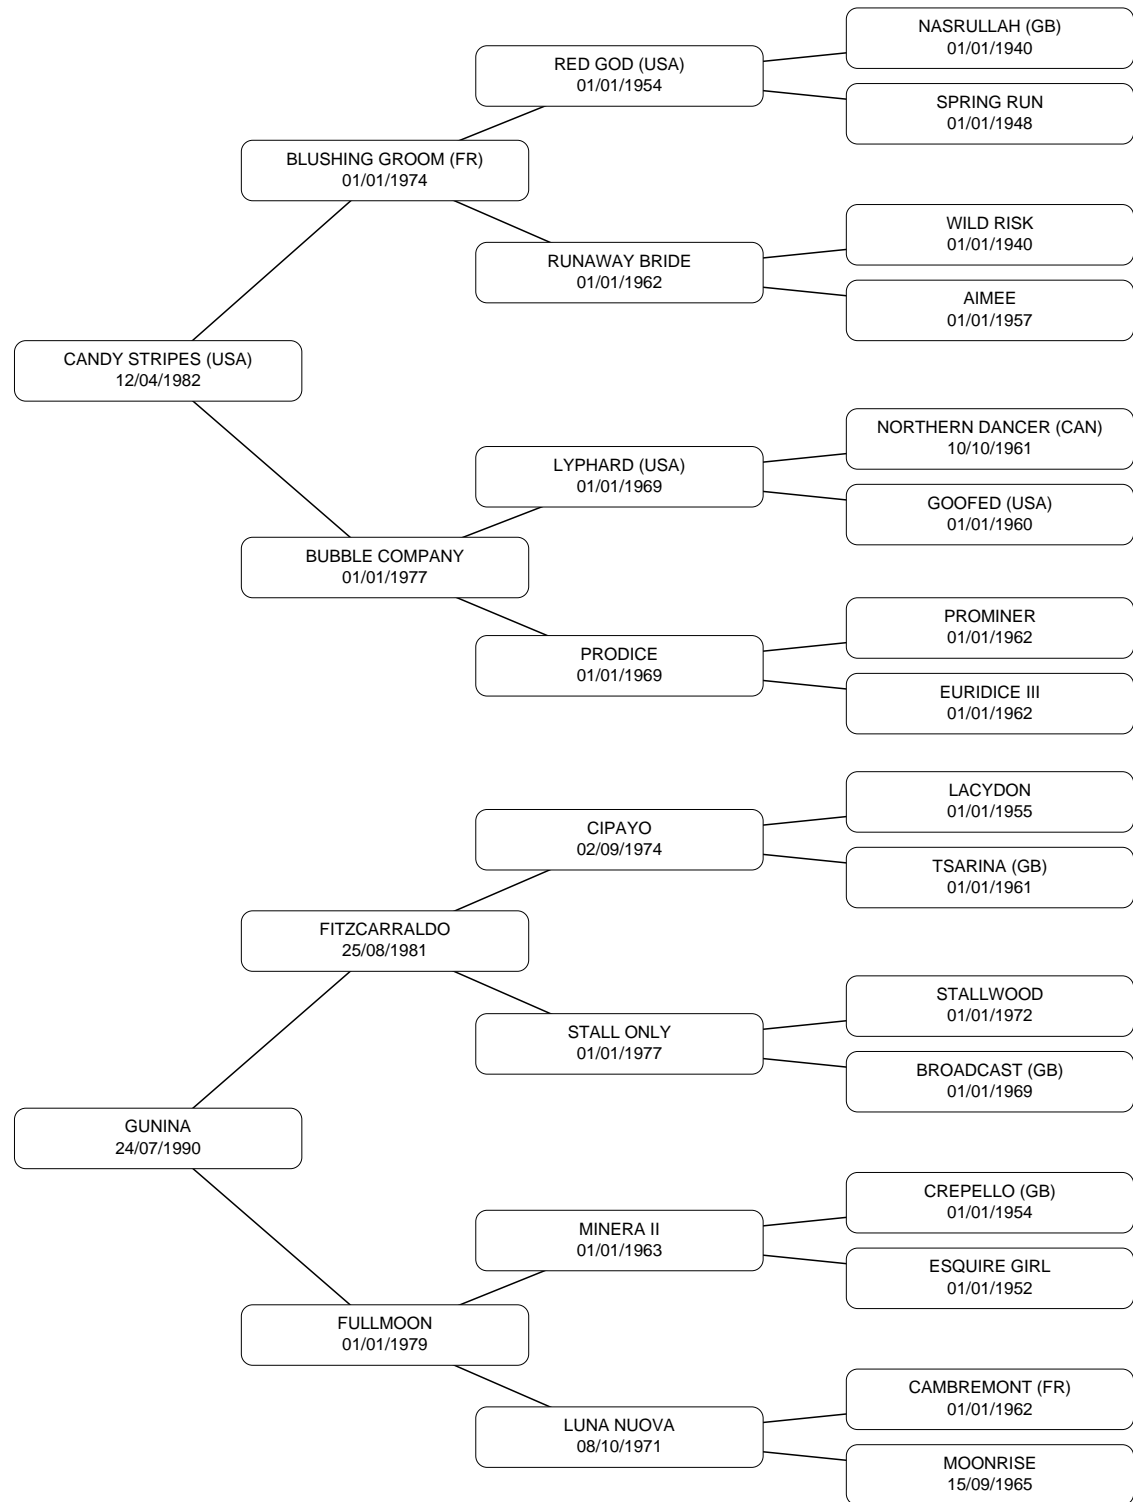 NASRULLAH (GB)
01/01/1940
RED GOD (USA)
01/01/1954
SPRING RUN
01/01/1948
BLUSHING GROOM (FR)
01/01/1974
WILD RISK
01/01/1940
RUNAWAY BRIDE
01/01/1962
AIMEE
01/01/1957
CANDY STRIPES (USA)
12/04/1982
NORTHERN DANCER (CAN)
10/10/1961
LYPHARD (USA)
01/01/1969
GOOFED (USA)
01/01/1960
BUBBLE COMPANY
01/01/1977
PROMINER
01/01/1962
PRODICE
01/01/1969
EURIDICE III
01/01/1962
LACYDON
01/01/1955
CIPAYO
02/09/1974
TSARINA (GB)
01/01/1961
FITZCARRALDO
25/08/1981
STALLWOOD
01/01/1972
STALL ONLY
01/01/1977
BROADCAST (GB)
01/01/1969
GUNINA
24/07/1990
CREPELLO (GB)
01/01/1954
MINERA II
01/01/1963
ESQUIRE GIRL
01/01/1952
FULLMOON
01/01/1979
CAMBREMONT (FR)
01/01/1962
LUNA NUOVA
08/10/1971
MOONRISE
15/09/1965